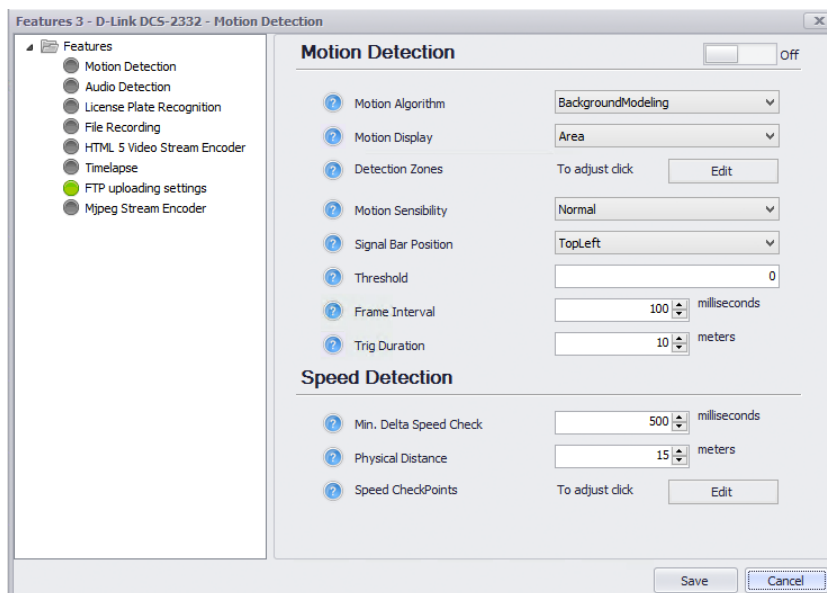 Features 3 - D-Link DCS-2332 - Motion Detection
Features
Motion Detection
Audio Detection
License Plate Recognition
File Recording
HTML 5 Video Stream Encoder
Timelapse
FTP uploading settings
Mjpeg Stream Encoder
Motion Detection Off
Motion Algorithm BackgroundModeling
Motion Display Area
Detection Zones To adjust click Edit
Motion Sensibility Normal
Signal Bar Position TopLeft
Threshold 0
Frame Interval 100 milliseconds
Trig Duration 10 meters
Speed Detection
Min. Delta Speed Check 500 milliseconds
Physical Distance 15 meters
Speed CheckPoints To adjust click Edit
Save Cancel